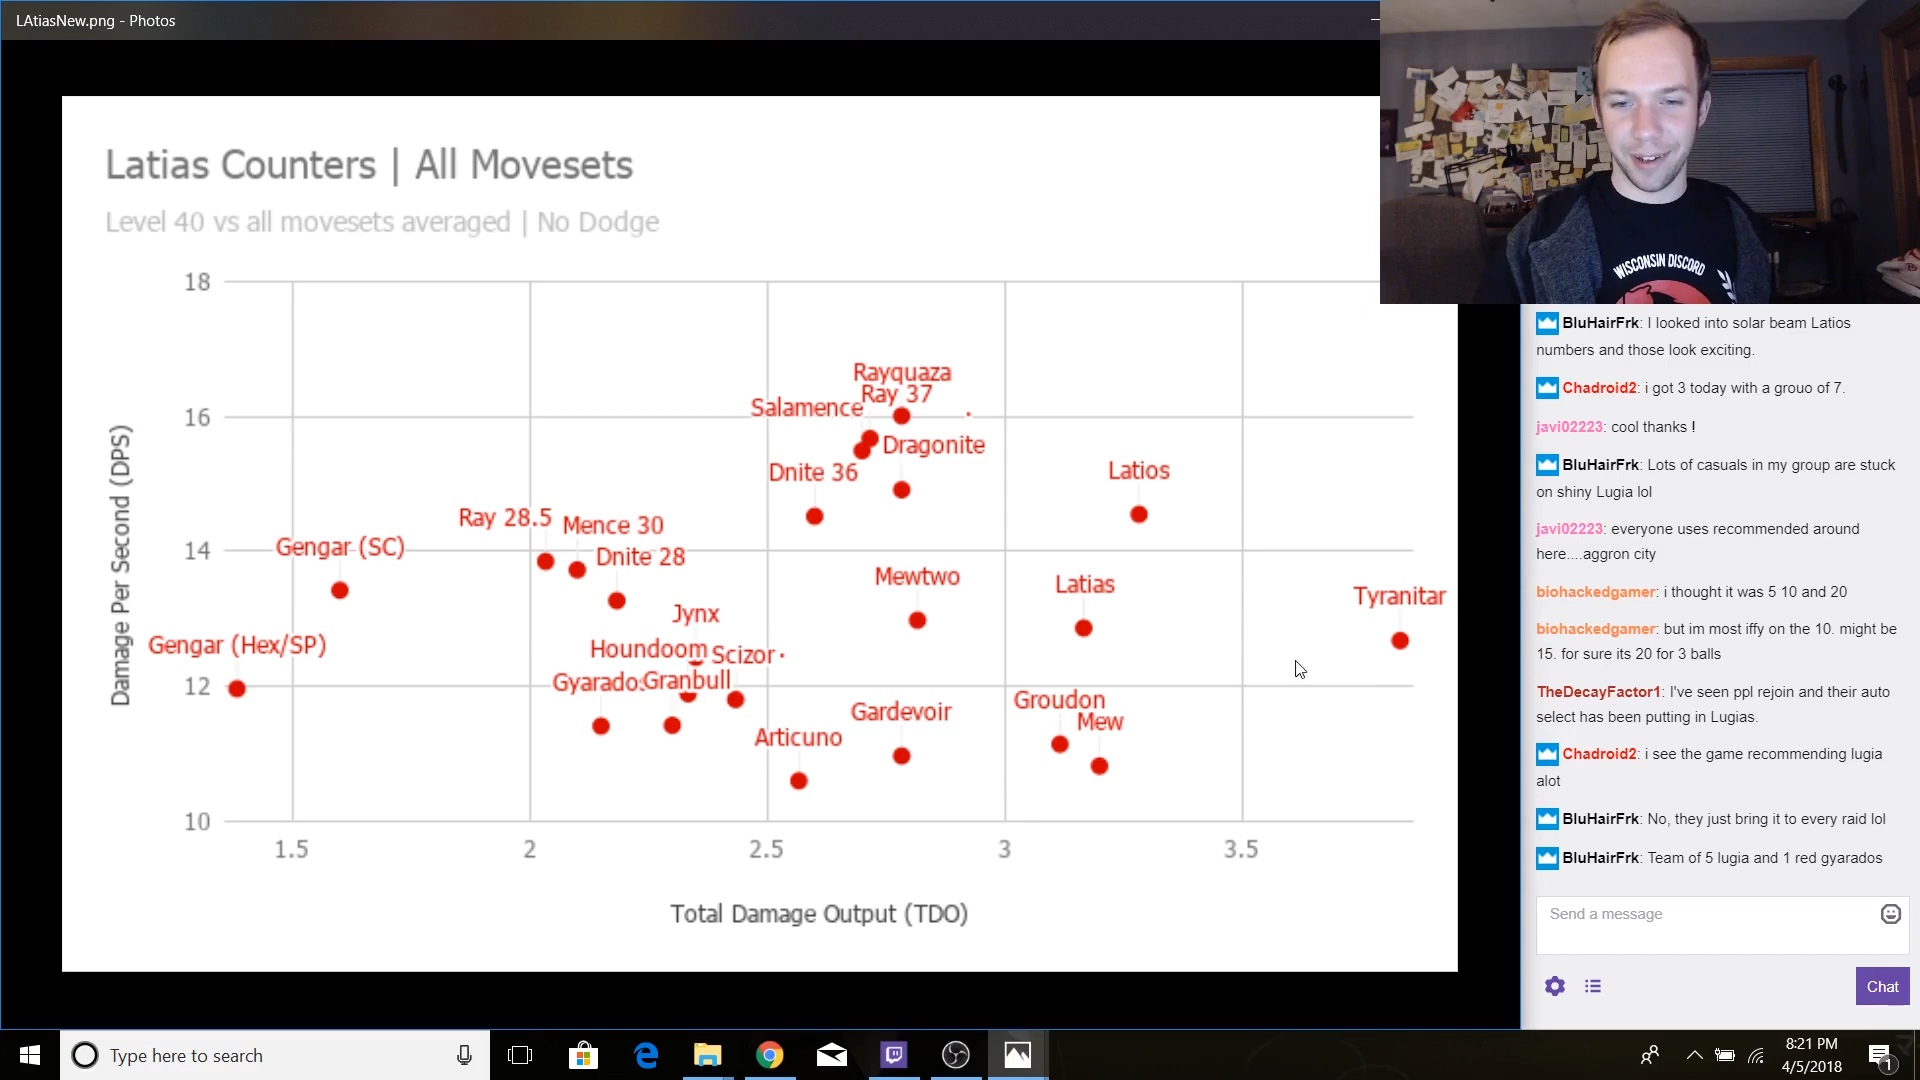 LAtiasNew.png - Photos
Latias Counters | All Movesets
Level 40 vs all movesets averaged | No Dodge
18
16
14
12
10
Damage Per Second (DPS)
Rayquaza
Ray 37
Salamence
Dragonite
Dnite 36
Latios
Ray 28.5
Mence 30
Gengar (SC)
Dnite 28
Mewtwo
Latias
Tyranitar
Jynx
Gengar (Hex/SP)
Houndoom
Scizor
Gyarados
Granbull
Groudon
Gardevoir
Mew
Articuno
1.5
2
2.5
3
3.5
Total Damage Output (TDO)
WISCONSIN DISCORD
BluHairFrk: I looked into solar beam Latios
numbers and those look exciting.
Chadroid2: i got 3 today with a grouo of 7.
javi02223: cool thanks !
BluHairFrk: Lots of casuals in my group are stuck
on shiny Lugia lol
javi02223: everyone uses recommended around
here....aggron city
biohackedgamer: i thought it was 5 10 and 20
biohackedgamer: but im most iffy on the 10. might be
15. for sure its 20 for 3 balls
TheDecayFactor1: I've seen ppl rejoin and their auto
select has been putting in Lugias.
Chadroid2: i see the game recommending lugia
alot
BluHairFrk: No, they just bring it to every raid lol
BluHairFrk: Team of 5 lugia and 1 red gyarados
Send a message
Chat
Type here to search
8:21 PM
4/5/2018
1